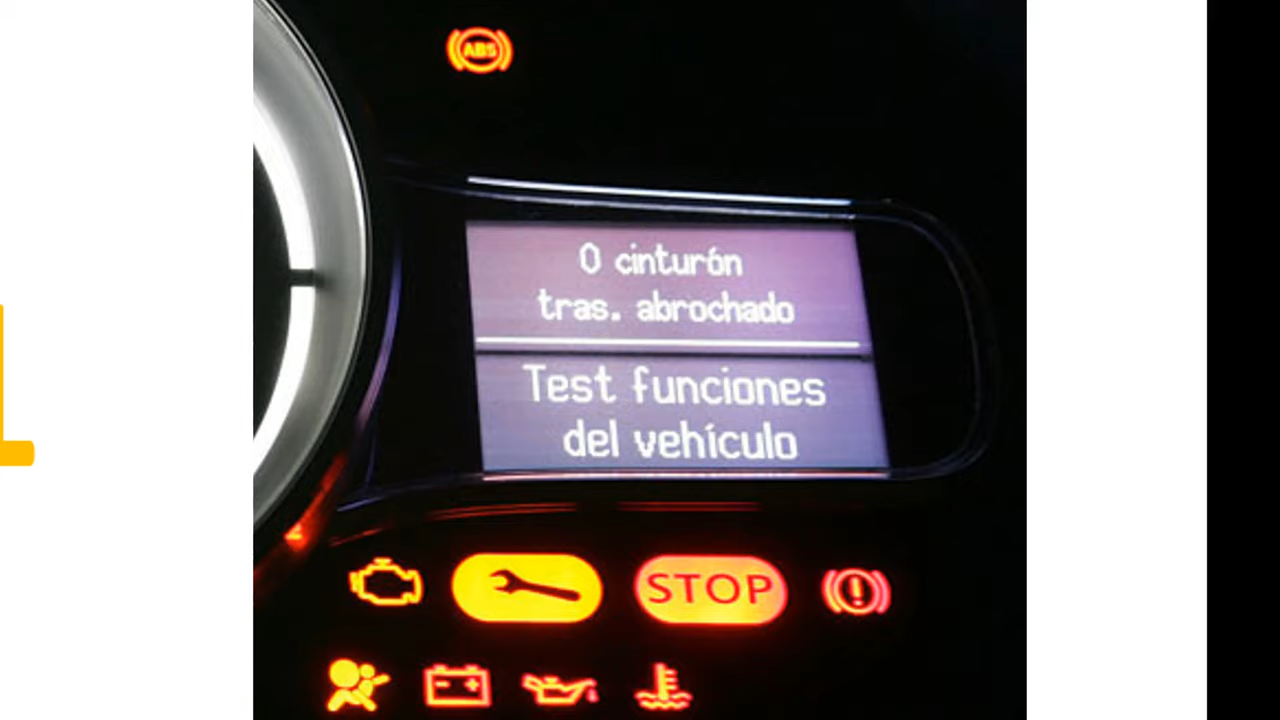 ABS
0 cinturón
tras. abrochado
Test funciones
del vehículo
STOP